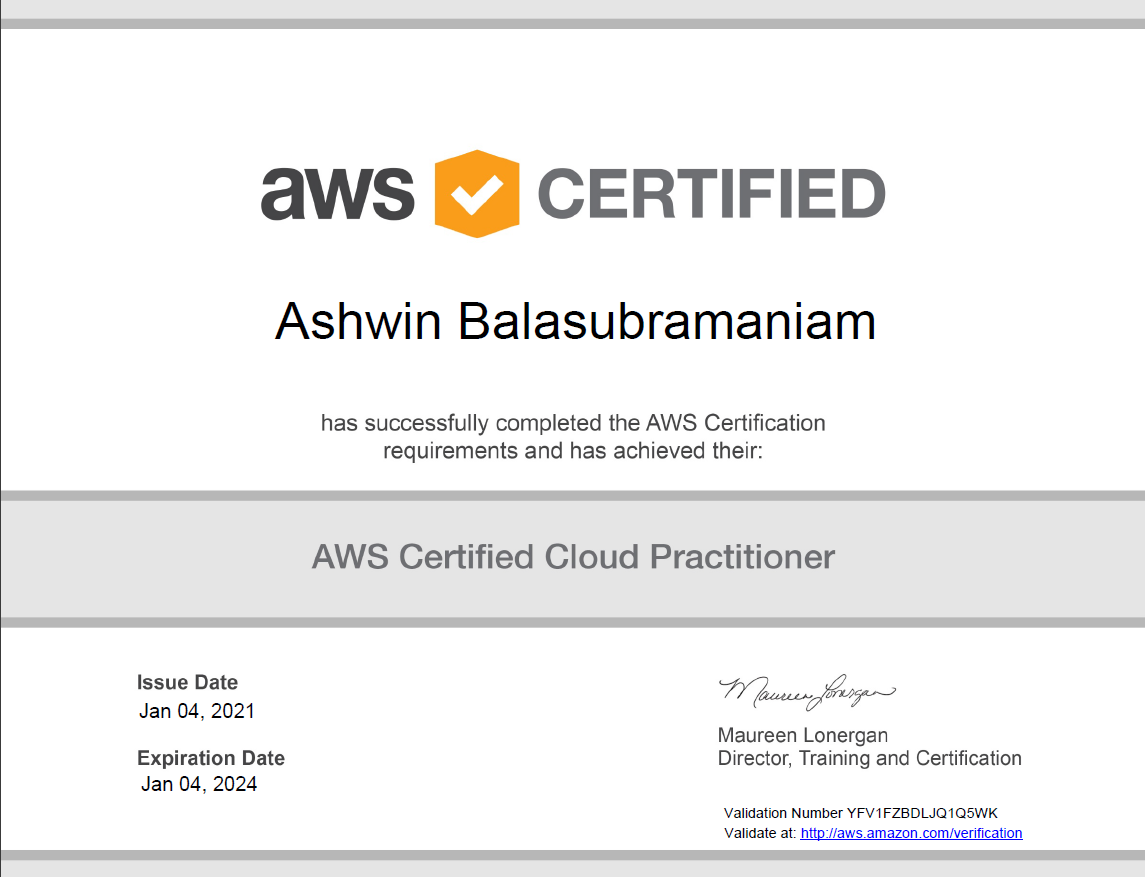 aws CERTIFIED
Ashwin Balasubramaniam
has successfully completed the AWS Certification
requirements and has achieved their:
AWS Certified Cloud Practitioner
Issue Date
Jan 04, 2021
Expiration Date
Jan 04, 2024
Maureen Lonergan
Maureen Lonergan
Director, Training and Certification
Validation Number YFV1FZBDLJQ1Q5WK
Validate at: http://aws.amazon.com/verification